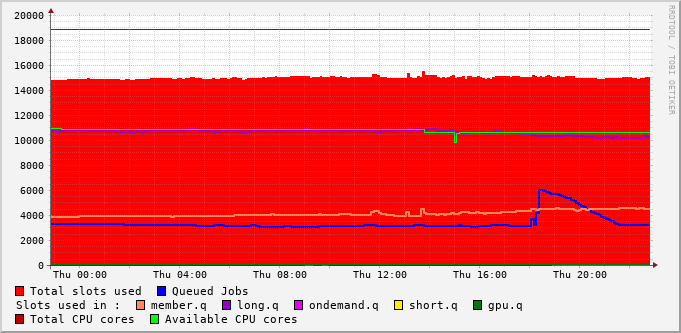 20000
18000
16000
14000
12000
10000
8000
6000
4000
2000
0
Thu 00:00 Thu 04:00 Thu 08:00 Thu 12:00 Thu 16:00 Thu 20:00
Total slots used Queued Jobs
Slots used in : member.q long.q ondemand.q short.q gpu.q
Total CPU cores Available CPU cores
RRDTOOL / TOBI OETIKER